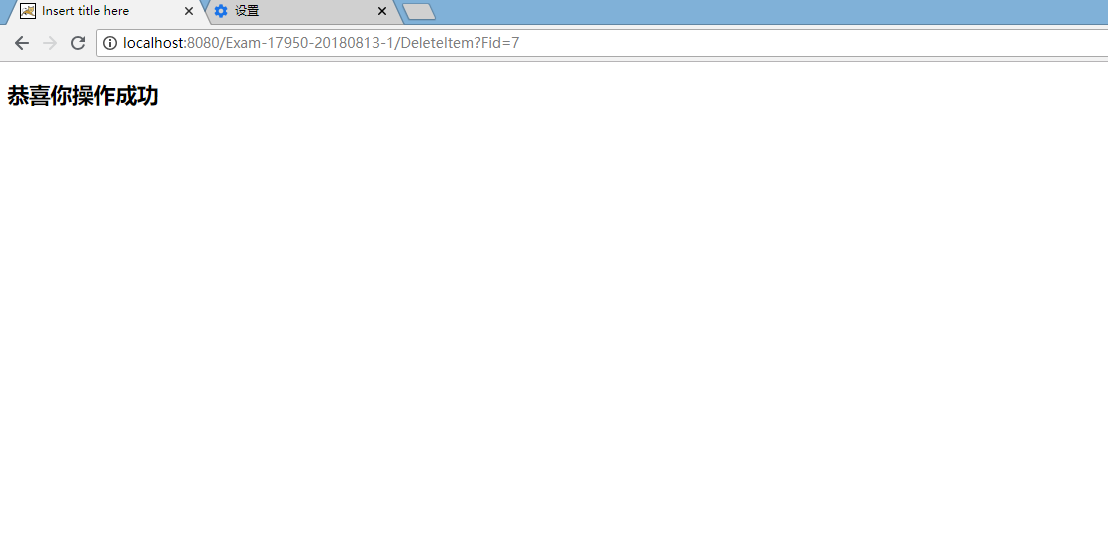 Insert title here
设置
localhost:8080/Exam-17950-20180813-1/DeleteItem?Fid=7
恭喜你操作成功